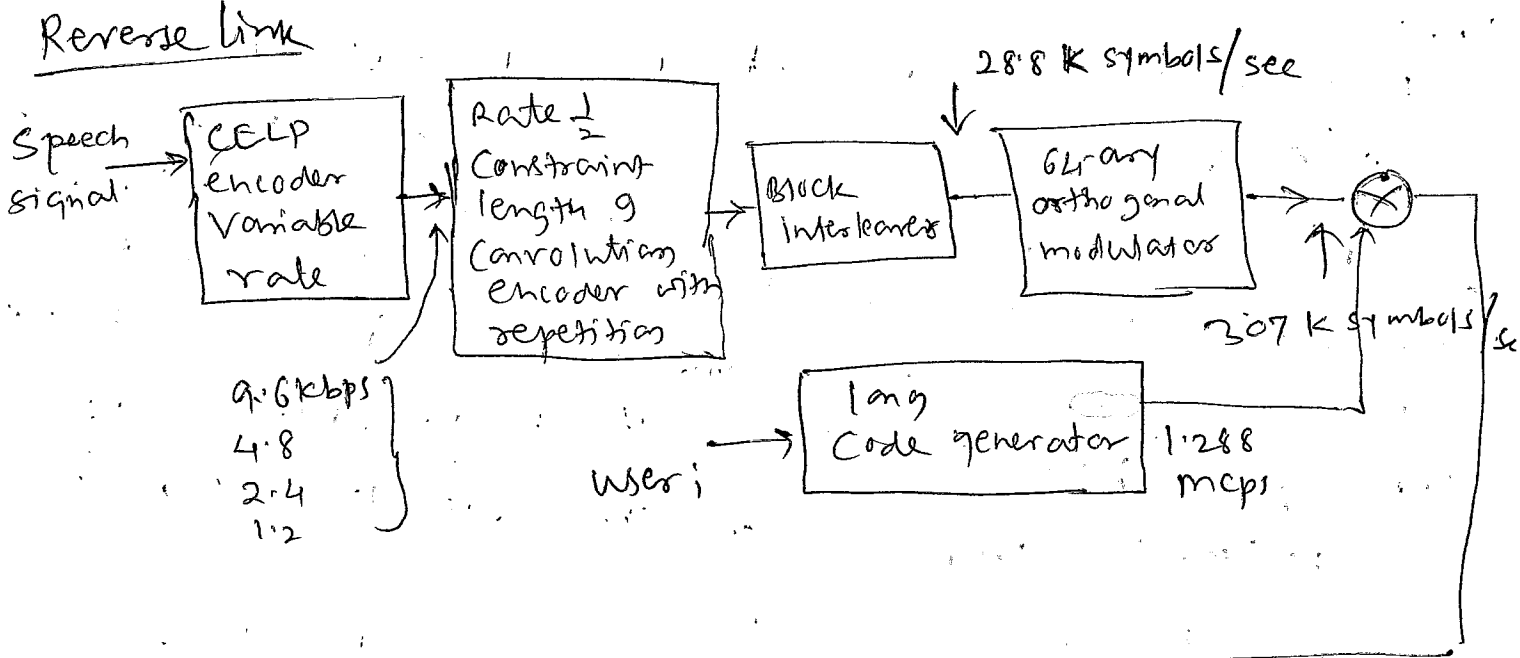 Reverse link
28.8 K symbols/sec
Speech
signal
CELP
encoder
Variable
rate
Rate 1/2
Constraint
length 9
Convolution
encoder with
repetition
Block
interleaver
64-ary
orthogonal
modulator
307 K symbols/se
9.6 kbps
4.8
2.4
1.2
user i
long
Code generator
1.288
mcps